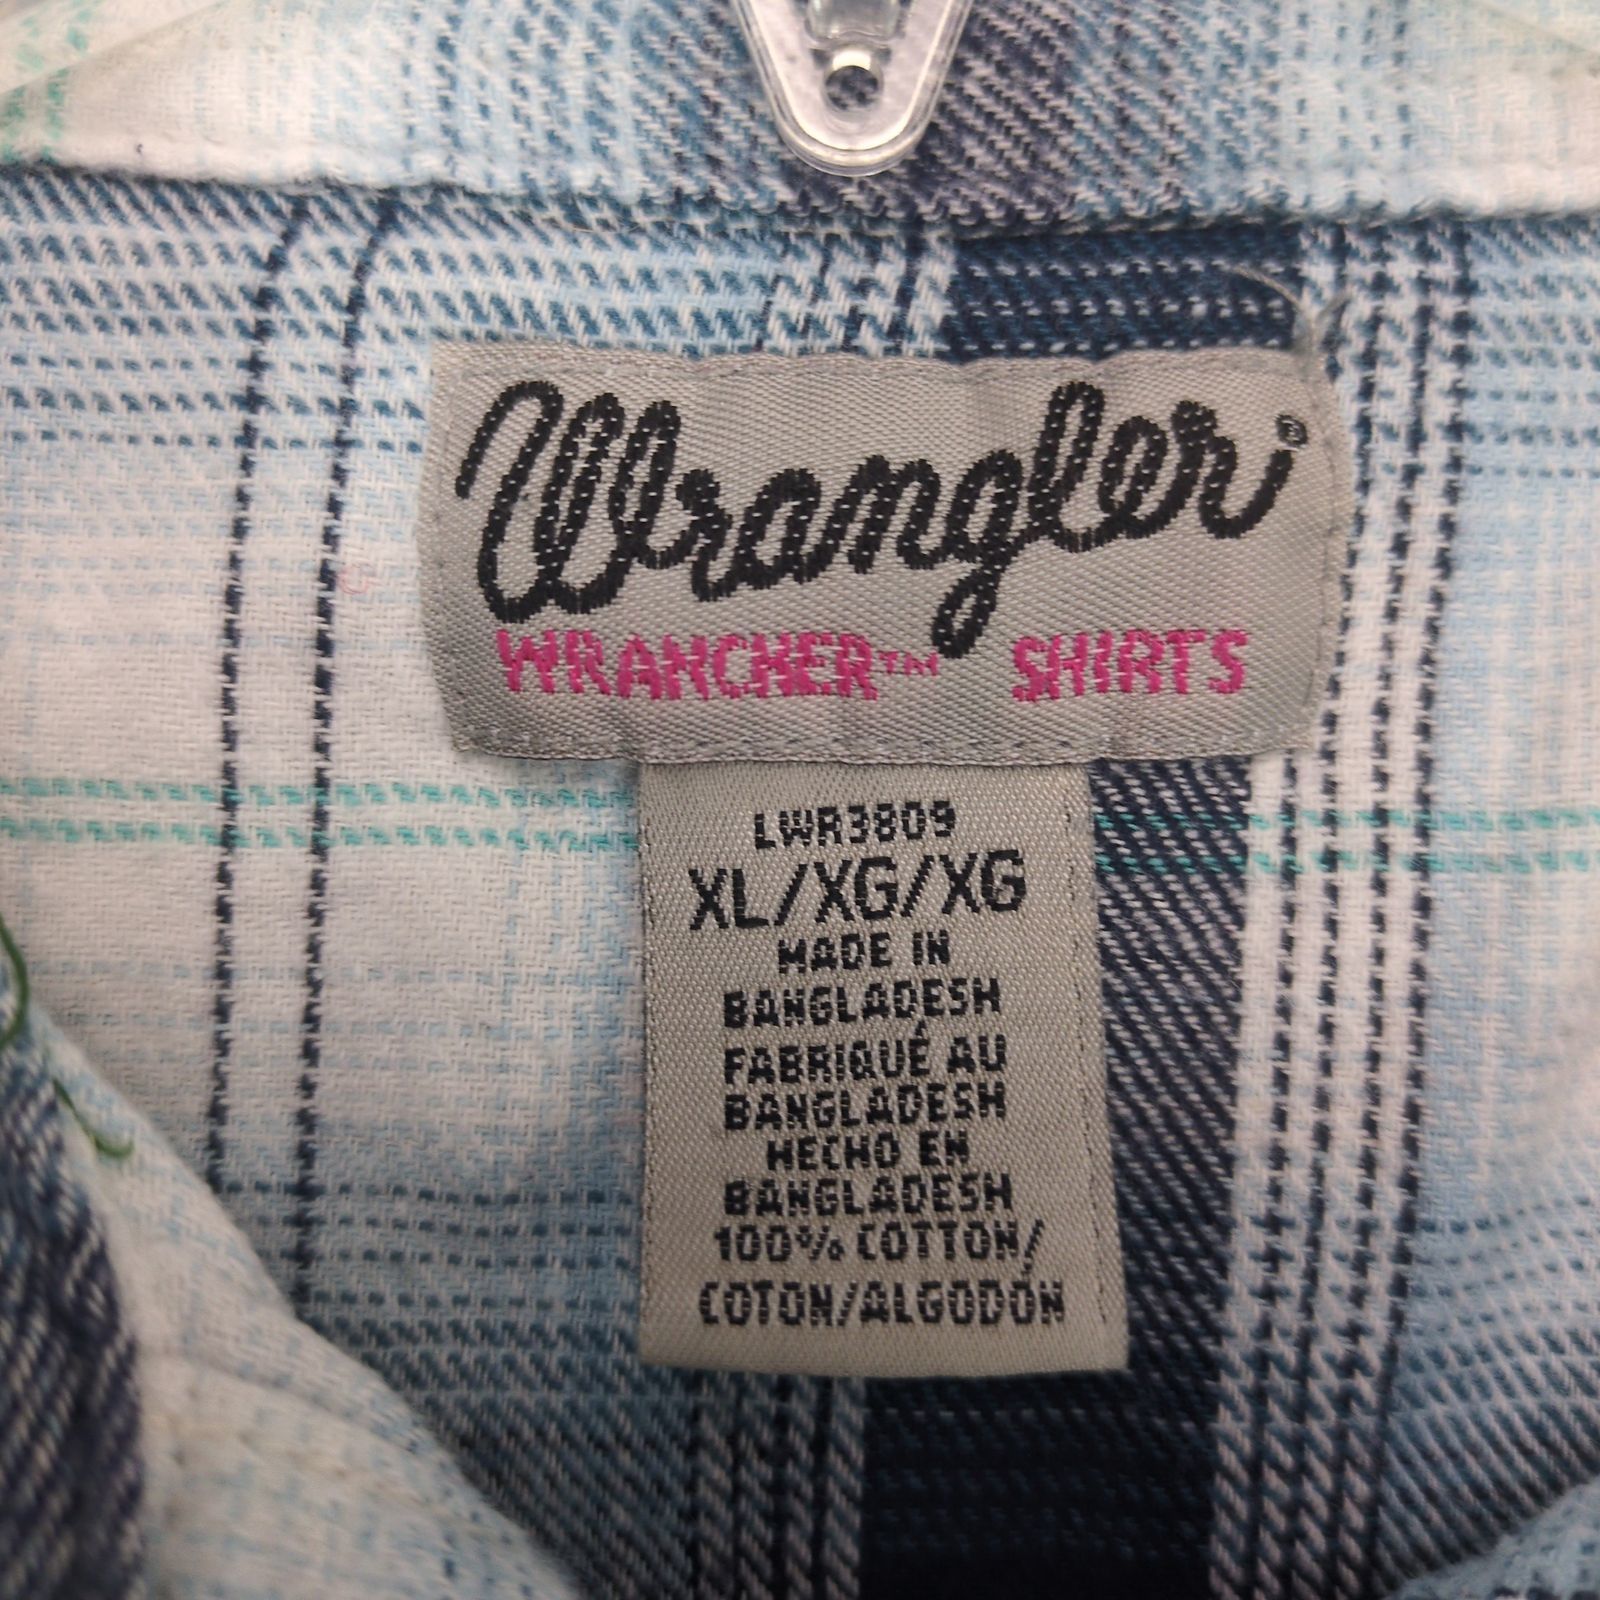 Wrangler®
WRANCHER™ SHIRTS
LWR3809
XL/XG/XG
MADE IN
BANGLADESH
FABRIQUÉ AU
BANGLADESH
HECHO EN
BANGLADESH
100% COTTON/
COTON/ALGODÓN